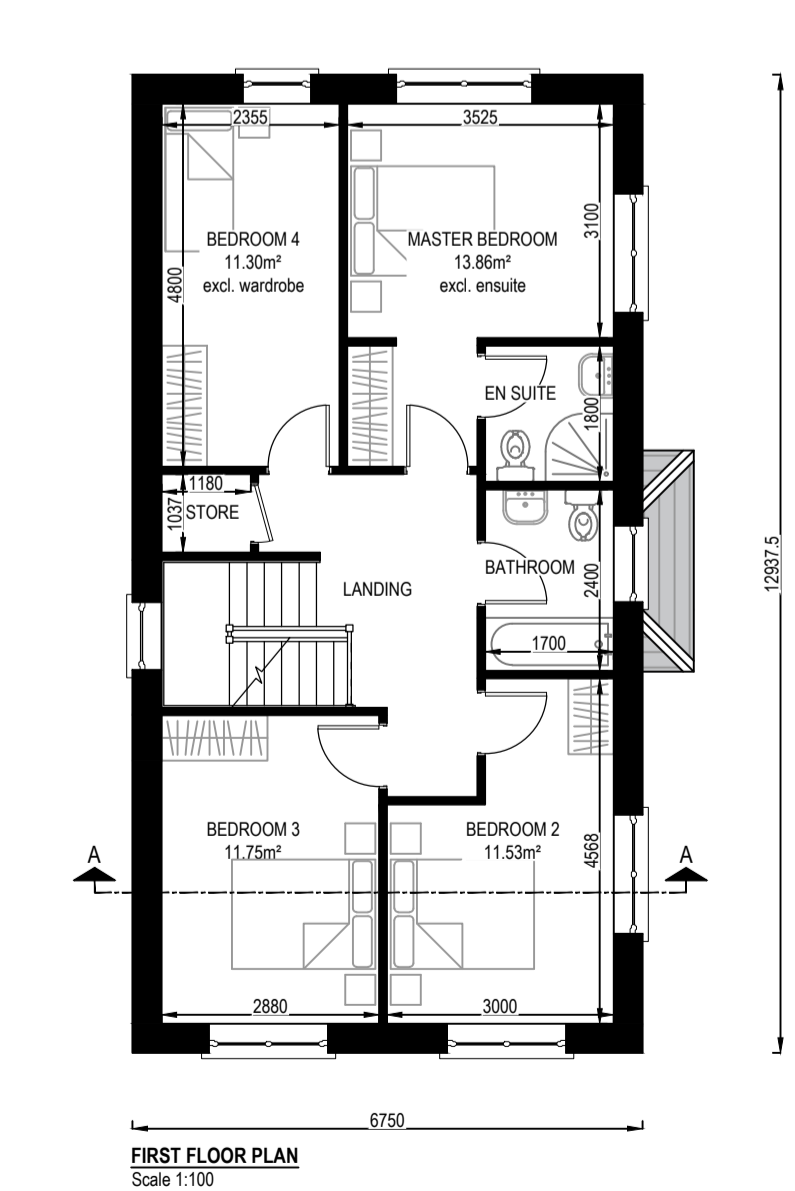 2355
3525
3100
BEDROOM 4
11.30m²
excl. wardrobe
MASTER BEDROOM
13.86m²
excl. ensuite
4800
EN SUITE
1800
1180
1037
STORE
BATHROOM
2400
LANDING
12937.5
1700
BEDROOM 3
11.75m²
BEDROOM 2
11.53m²
4568
A
A
2880
3000
6750
FIRST FLOOR PLAN
Scale 1:100